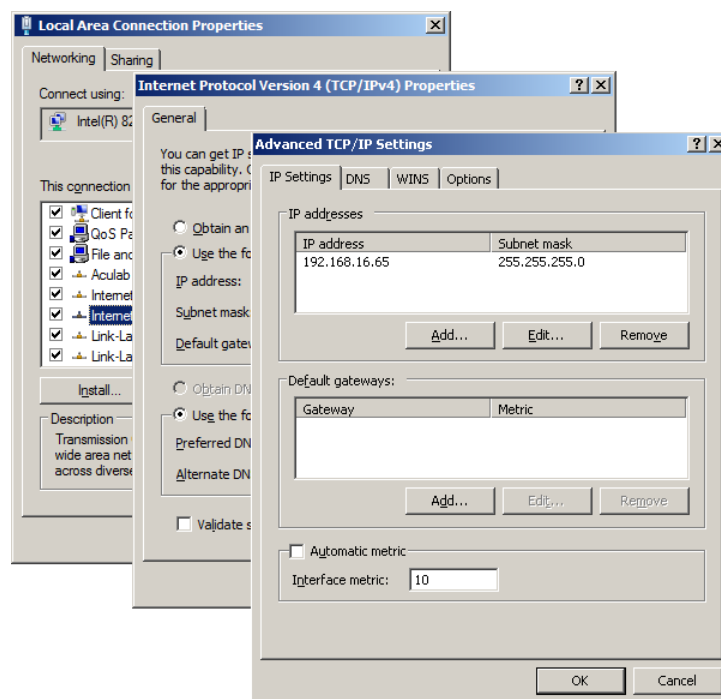 Local Area Connection Properties
Networking
Sharing
Connect using:
Intel(R) 82
This connection
Client fo
QoS Pa
File and
Aculab
Internet
Internet
Link-La
Link-La
Install...
Description
Transmission
wide area net
across diverse
Internet Protocol Version 4 (TCP/IPv4) Properties
General
You can get IP s
this capability. O
for the appropri
Obtain an
Use the fo
IP address:
Subnet mask
Default gatew
Obtain DN
Use the fo
Preferred DN
Alternate DN
Validate s
Advanced TCP/IP Settings
IP Settings
DNS
WINS
Options
IP addresses
IP address Subnet mask
192.168.16.65 255.255.255.0
Add... Edit... Remove
Default gateways:
Gateway Metric
Add... Edit... Remove
Automatic metric
Interface metric: 10
OK Cancel